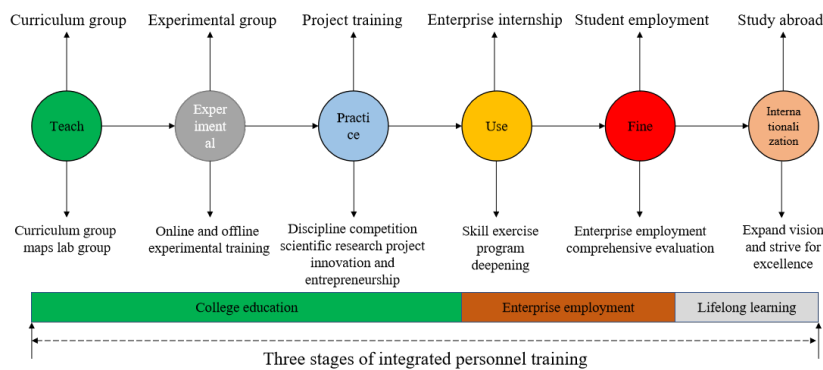 Curriculum group
Experimental group
Project training
Enterprise internship
Student employment
Study abroad
Teach
Exper
iment
al
Practi
ce
Use
Fine
Interna
tionali
zation
Curriculum group
maps lab group
Online and offline
experimental training
Discipline competition
scientific research project
innovation and
entrepreneurship
Skill exercise
program
deepening
Enterprise employment
comprehensive evaluation
Expand vision
and strive for
excellence
College education
Enterprise employment
Lifelong learning
Three stages of integrated personnel training